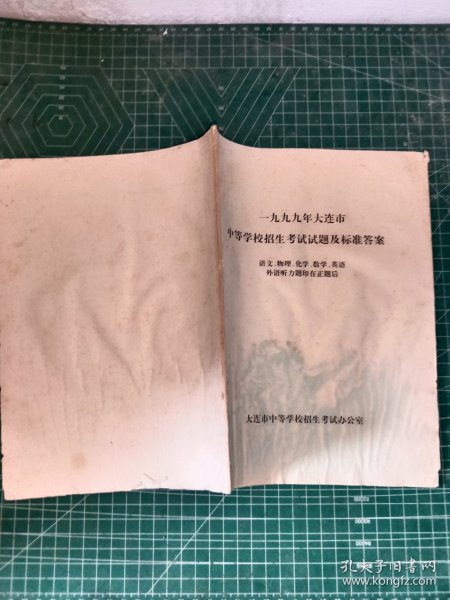 一九九九年大连市
中等学校招生考试试题及标准答案
语文、物理、化学、数学、英语
外语听力题印在正题后
大连市中等学校招生考试办公室
孔夫子旧书网
www.kongfz.com